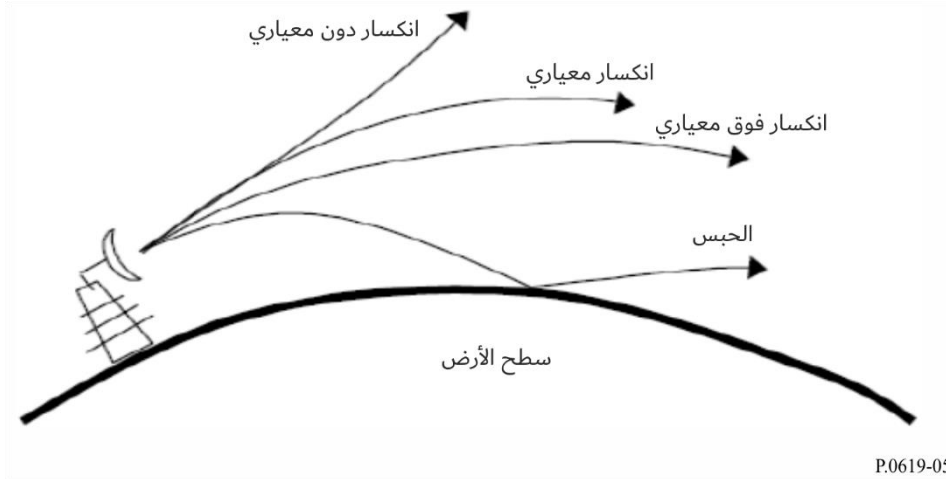 انكسار دون معياري
انكسار معياري
انكسار فوق معياري
الحبس
سطح الأرض
P.0619-05